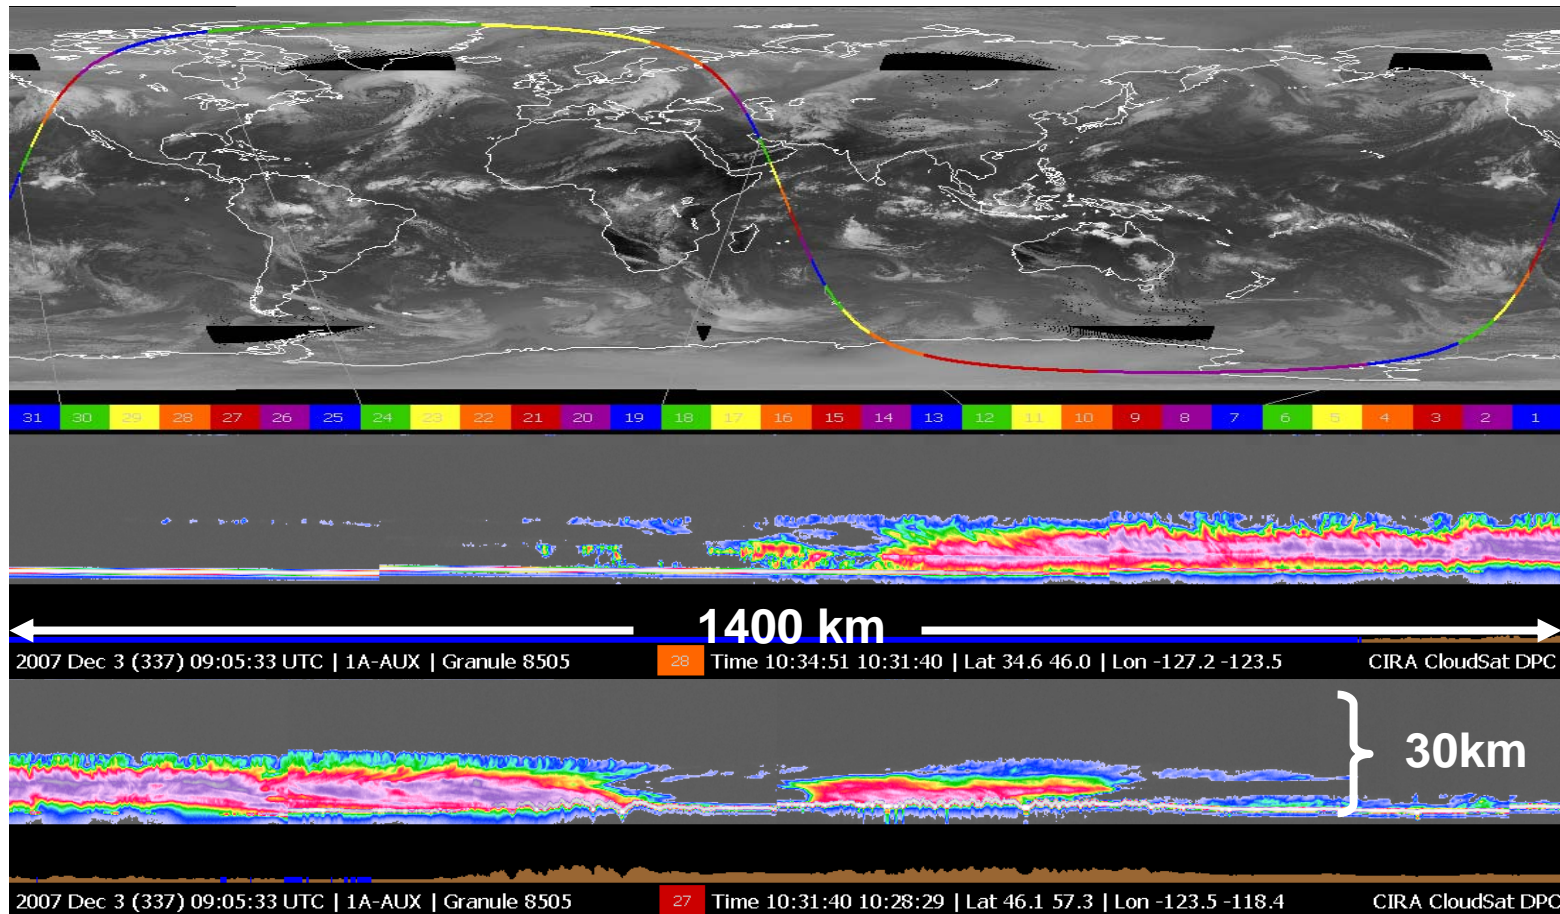 31 30 29 28 27 26 25 24 23 22 21 20 19 18 17 16 15 14 13 12 11 10 9 8 7 6 5 4 3 2 1
1400 km
2007 Dec 3 (337) 09:05:33 UTC | 1A-AUX | Granule 8505 28 Time 10:34:51 10:31:40 | Lat 34.6 46.0 | Lon -127.2 -123.5 CIRA CloudSat DPC
30km
2007 Dec 3 (337) 09:05:33 UTC | 1A-AUX | Granule 8505 27 Time 10:31:40 10:28:29 | Lat 46.1 57.3 | Lon -123.5 -118.4 CIRA CloudSat DPC